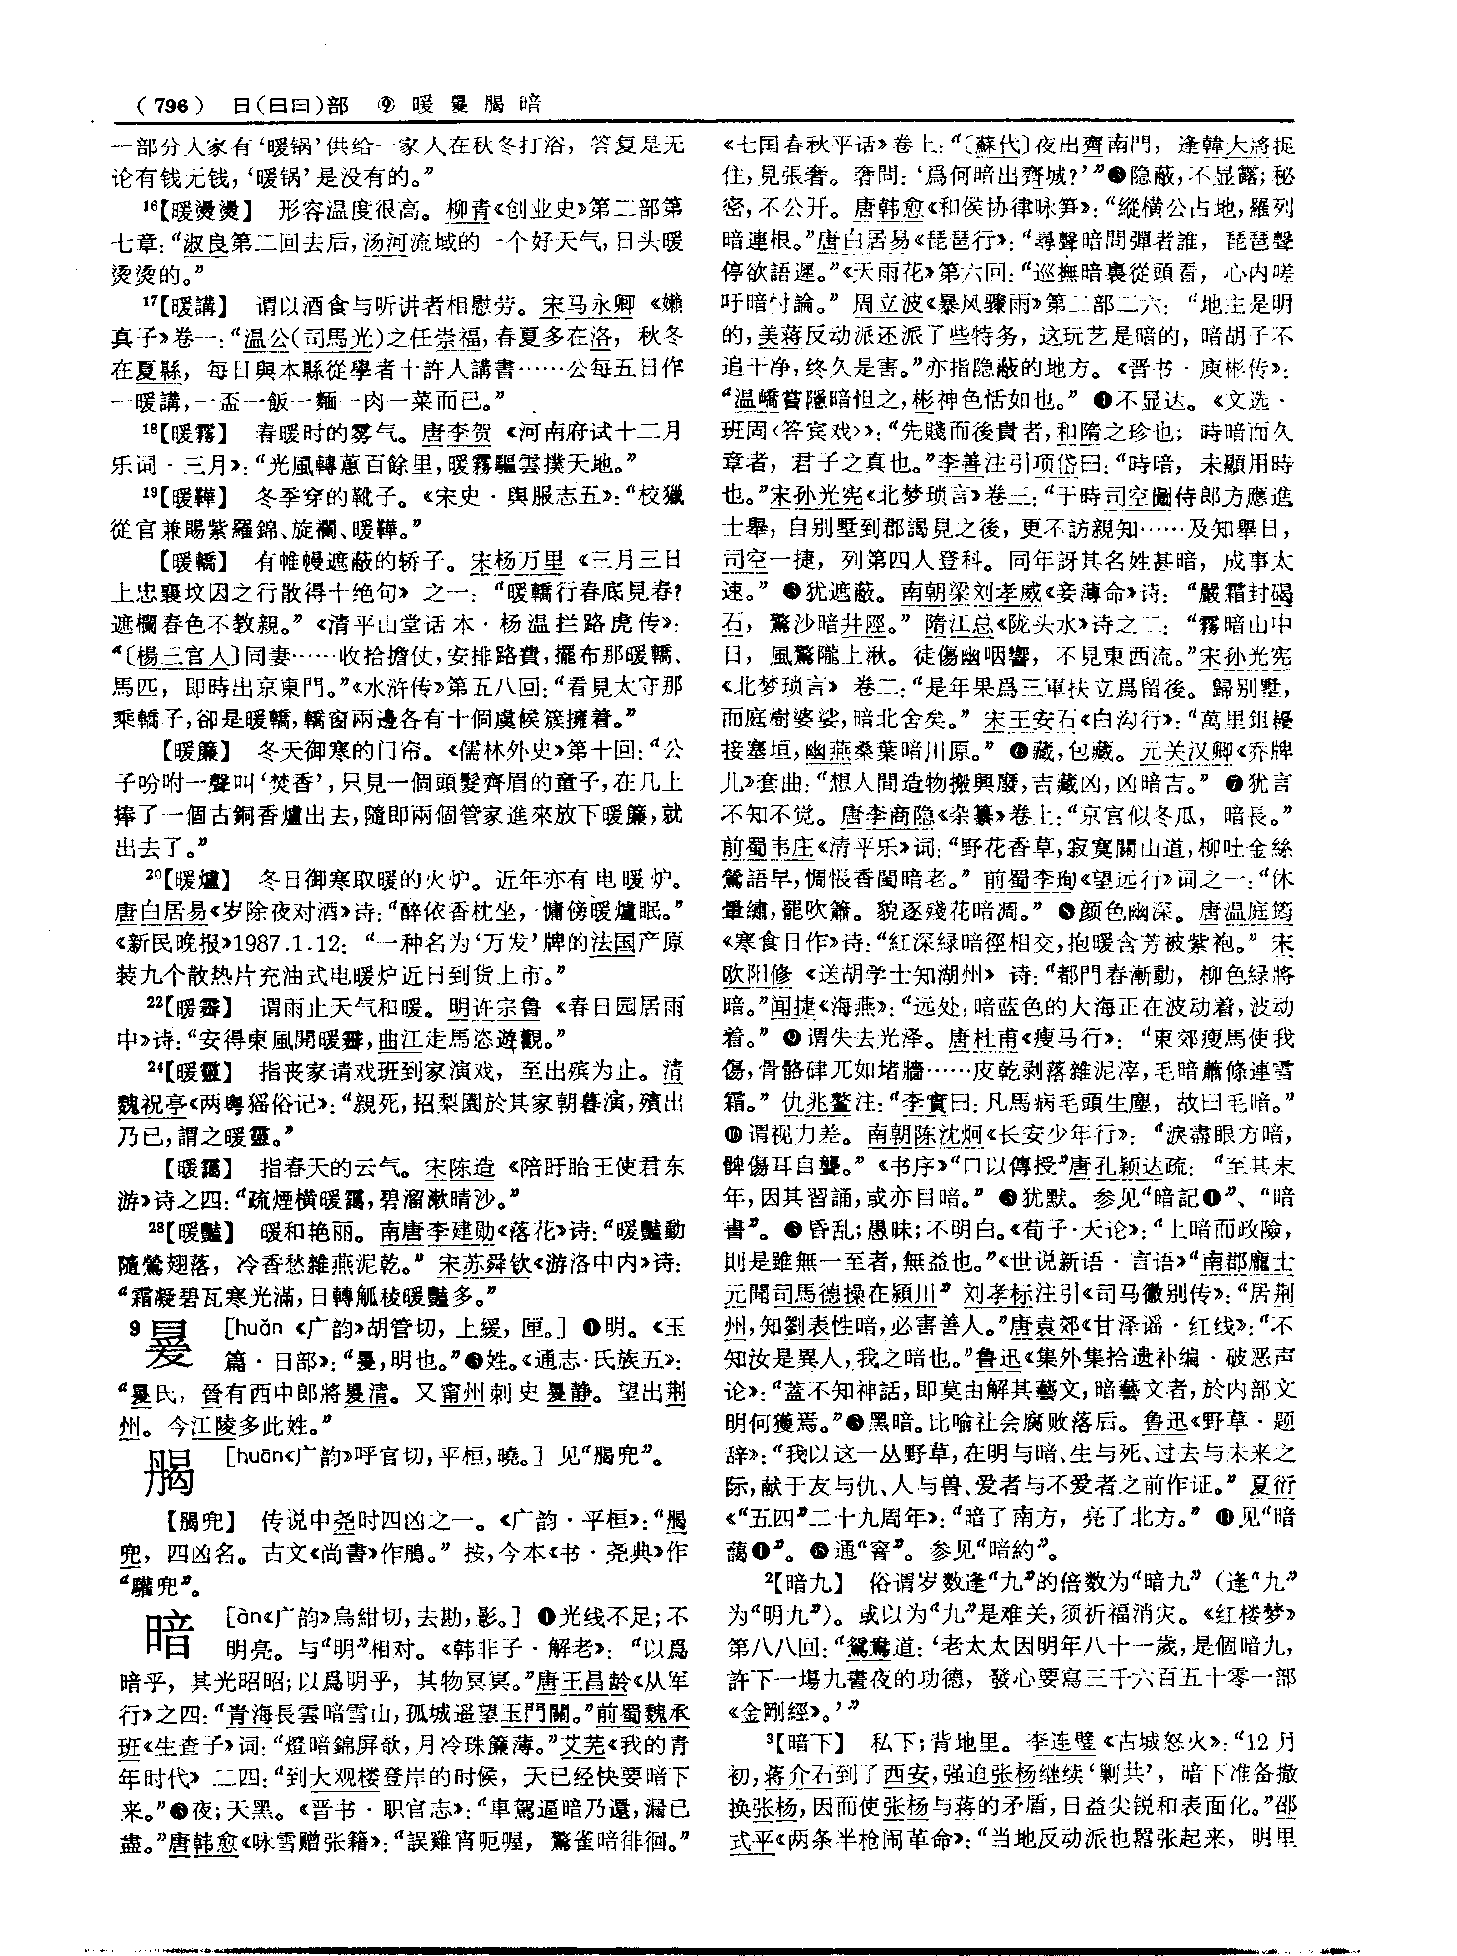 (796) 日(曰⺜)部 ⑨ 暖 㬊 𦞦 暗
一部分人家有‘暖锅’供给一家人在秋冬打浴，答复是无
论有钱无钱，‘暖锅’是没有的。”
16【暖燙燙】 形容温度很高。柳青《创业史》第二部第
七章：“淑良第二回去后，汤河流域的一个好天气，日头暖
烫烫的。”
17【暖講】 谓以酒食与听讲者相慰劳。宋马永卿《嬾
真子》卷一：“温公(司馬光)之任崇福，春夏多在洛，秋冬
在夏縣，每日與本縣從學者十許人講書……公每五日作
一暖講，一盃一飯一麵一肉一菜而已。”
18【暖霧】 春暖时的雾气。唐李贺《河南府试十二月
乐词·三月》：“光風轉蕙百餘里，暖霧驅雲撲天地。”
19【暖鞾】 冬季穿的靴子。《宋史·舆服志五》：“校獵
從官兼賜紫羅錦、旋襴、暖鞾。”
【暖轎】 有帷幔遮蔽的轿子。宋杨万里《三月三日
上忠襄坟因之行散得十绝句》之一：“暖轎行春底見春？
遮欄春色不教親。”《清平山堂话本·杨温拦路虎传》：
“〔楊三官人〕同妻……收拾擔仗，安排路費，擺布那暖轎、
馬匹，即時出京東門。”《水浒传》第五八回：“看見太守那
乘轎子，卻是暖轎，轎窗兩邊各有十個虞候簇擁着。”
【暖簾】 冬天御寒的门帘。《儒林外史》第十回：“公
子吩咐一聲叫‘焚香’，只見一個頭髮齊眉的童子，在几上
捧了一個古銅香爐出去，隨即兩個管家進來放下暖簾，就
出去了。”
20【暖爐】 冬日御寒取暖的火炉。近年亦有电暖炉。
唐白居易《岁除夜对酒》诗：“醉依香枕坐，慵傍暖爐眠。”
《新民晚报》1987.1.12：“一种名为‘万发’牌的法国产原
装九个散热片充油式电暖炉近日到货上市。”
22【暖霽】 谓雨止天气和暖。明许宗鲁《春日园居雨
中》诗：“安得東風開暖霽，曲江走馬恣遊觀。”
24【暖靈】 指丧家请戏班到家演戏，至出殡为止。清
魏祝亭《两粤猺俗记》：“親死，招梨園於其家朝暮演，殯出
乃已，謂之暖靈。”
【暖靄】 指春天的云气。宋陈造《陪盱眙王使君东
游》诗之四：“疏煙橫暖靄，碧溜漱晴沙。”
28【暖豔】 暖和艳丽。南唐李建勋《落花》诗：“暖豔動
隨鶯翅落，冷香愁雜燕泥乾。”宋苏舜钦《游洛中内》诗：
“霜凝碧瓦寒光滿，日轉觚稜暖豔多。”
9 㬊 [huǎn《广韵》胡管切，上缓，匣。] ❶明。《玉
篇·日部》：“㬊，明也。”❷姓。《通志·氏族五》：
“㬊氏，晉有西中郎將㬊清。又甯州刺史㬊静。望出荆
州。今江陵多此姓。”
𦞦 [huān《广韵》呼官切，平桓，曉。] 见“𦞦兜”。
【𦞦兜】 传说中尧时四凶之一。《广韵·平桓》：“𦞦
兜，四凶名。古文《尚書》作鴅。”按，今本《书·尧典》作
“驩兜”。
暗 [àn《广韵》烏紺切，去勘，影。] ❶光线不足；不
明亮。与“明”相对。《韩非子·解老》：“以爲
暗乎，其光昭昭；以爲明乎，其物冥冥。”唐王昌龄《从军
行》之四：“青海長雲暗雪山，孤城遥望玉門關。”前蜀魏承
班《生查子》词：“燈暗錦屏欹，月冷珠簾薄。”艾芜《我的青
年时代》二四：“到大观楼登岸的时候，天已经快要暗下
来。”❷夜；天黑。《晋书·职官志》：“車駕逼暗乃還，漏已
盡。”唐韩愈《咏雪赠张籍》：“誤雞宵呃喔，驚雀暗徘徊。”
《七国春秋平话》卷上：“〔蘇代〕夜出齊南門，逢韓大將捉
住，見張奢。奢問：‘爲何暗出齊城？’”❸隐蔽，不显露；秘
密，不公开。唐韩愈《和侯协律咏笋》：“縱橫公占地，羅列
暗連根。”唐白居易《琵琶行》：“尋聲暗問彈者誰，琵琶聲
停欲語遲。”《天雨花》第六回：“巡撫暗裏從頭看，心内嗟
吁暗忖論。”周立波《暴风骤雨》第二部二六：“地主是明
的，美蒋反动派还派了些特务，这玩艺是暗的，暗胡子不
追干净，终久是害。”亦指隐蔽的地方。《晋书·庾彬传》：
“温嶠嘗隱暗怛之，彬神色恬如也。”❹不显达。《文选·
班固〈答宾戏〉》：“先賤而後貴者，和隋之珍也；時暗而久
章者，君子之真也。”李善注引项岱曰：“時暗，未顯用時
也。”宋孙光宪《北梦琐言》卷三：“于時司空圖侍郎方應進
士舉，自别墅到郡謁見之後，更不訪親知……及知舉日，
司空一捷，列第四人登科。同年訝其名姓甚暗，成事太
速。”❺犹遮蔽。南朝梁刘孝威《妾薄命》诗：“嚴霜封碣
石，驚沙暗井陘。”隋江总《陇头水》诗之二：“霧暗山中
日，風驚隴上湫。徒傷幽咽響，不見東西流。”宋孙光宪
《北梦琐言》卷二：“是年果爲三軍扶立爲留後。歸别墅，
而庭樹婆娑，暗北舍矣。”宋王安石《白沟行》：“萬里鉏耰
接塞垣，幽燕桑葉暗川原。”❻藏，包藏。元关汉卿《乔牌
儿》套曲：“想人間造物搬興廢，吉藏凶，凶暗吉。”❼犹言
不知不觉。唐李商隐《杂纂》卷上：“京官似冬瓜，暗長。”
前蜀韦庄《清平乐》词：“野花香草，寂寞關山道，柳吐金絲
鶯語早，惆悵香閨暗老。”前蜀李珣《望远行》词之一：“休
暈繡，罷吹簫。貌逐殘花暗凋。”❽颜色幽深。唐温庭筠
《寒食日作》诗：“紅深绿暗徑相交，抱暖含芳被紫袍。”宋
欧阳修《送胡学士知湖州》诗：“都門春漸動，柳色緑將
暗。”闻捷《海燕》：“远处，暗蓝色的大海正在波动着，波动
着。”❾谓失去光泽。唐杜甫《瘦马行》：“東郊瘦馬使我
傷，骨骼硉兀如堵牆……皮乾剥落雜泥滓，毛暗蕭條連雪
霜。”仇兆鳌注：“李實曰：凡馬病毛頭生塵，故曰毛暗。”
❿谓视力差。南朝陈沈炯《长安少年行》：“淚盡眼方暗，
髀傷耳自聾。”《书序》“口以傳授”唐孔颖达疏：“至其末
年，因其習誦，或亦目暗。”⓫犹默。参见“暗記❶”、“暗
書”。⓬昏乱；愚昧；不明白。《荀子·天论》：“上暗而政險，
則是雖無一至者，無益也。”《世说新语·言语》“南郡龐士
元聞司馬德操在潁川”刘孝标注引《司马徽别传》：“居荆
州，知劉表性暗，必害善人。”唐袁郊《甘泽谣·红线》：“不
知汝是異人，我之暗也。”鲁迅《集外集拾遗补编·破恶声
论》：“蓋不知神話，即莫由解其藝文，暗藝文者，於内部文
明何獲焉。”⓭黑暗。比喻社会腐败落后。鲁迅《野草·题
辞》：“我以这一丛野草，在明与暗、生与死、过去与未来之
际，献于友与仇、人与兽、爱者与不爱者之前作证。”夏衍
《“五四”二十九周年》：“暗了南方，亮了北方。”⓮见“暗
藹❶”。⓯通“窨”。参见“暗約”。
2【暗九】 俗谓岁数逢“九”的倍数为“暗九”（逢“九”
为“明九”）。或以为“九”是难关，须祈福消灾。《红楼梦》
第八八回：“鴛鴦道：‘老太太因明年八十一歲，是個暗九，
許下一場九晝夜的功德，發心要寫三千六百五十零一部
《金剛經》。’”
3【暗下】 私下；背地里。李连璧《古城怒火》：“12月
初，蒋介石到了西安，强迫张杨继续‘剿共’，暗下准备撤
换张杨，因而使张杨与蒋的矛盾，日益尖锐和表面化。”邵
式平《两条半枪闹革命》：“当地反动派也嚣张起来，明里